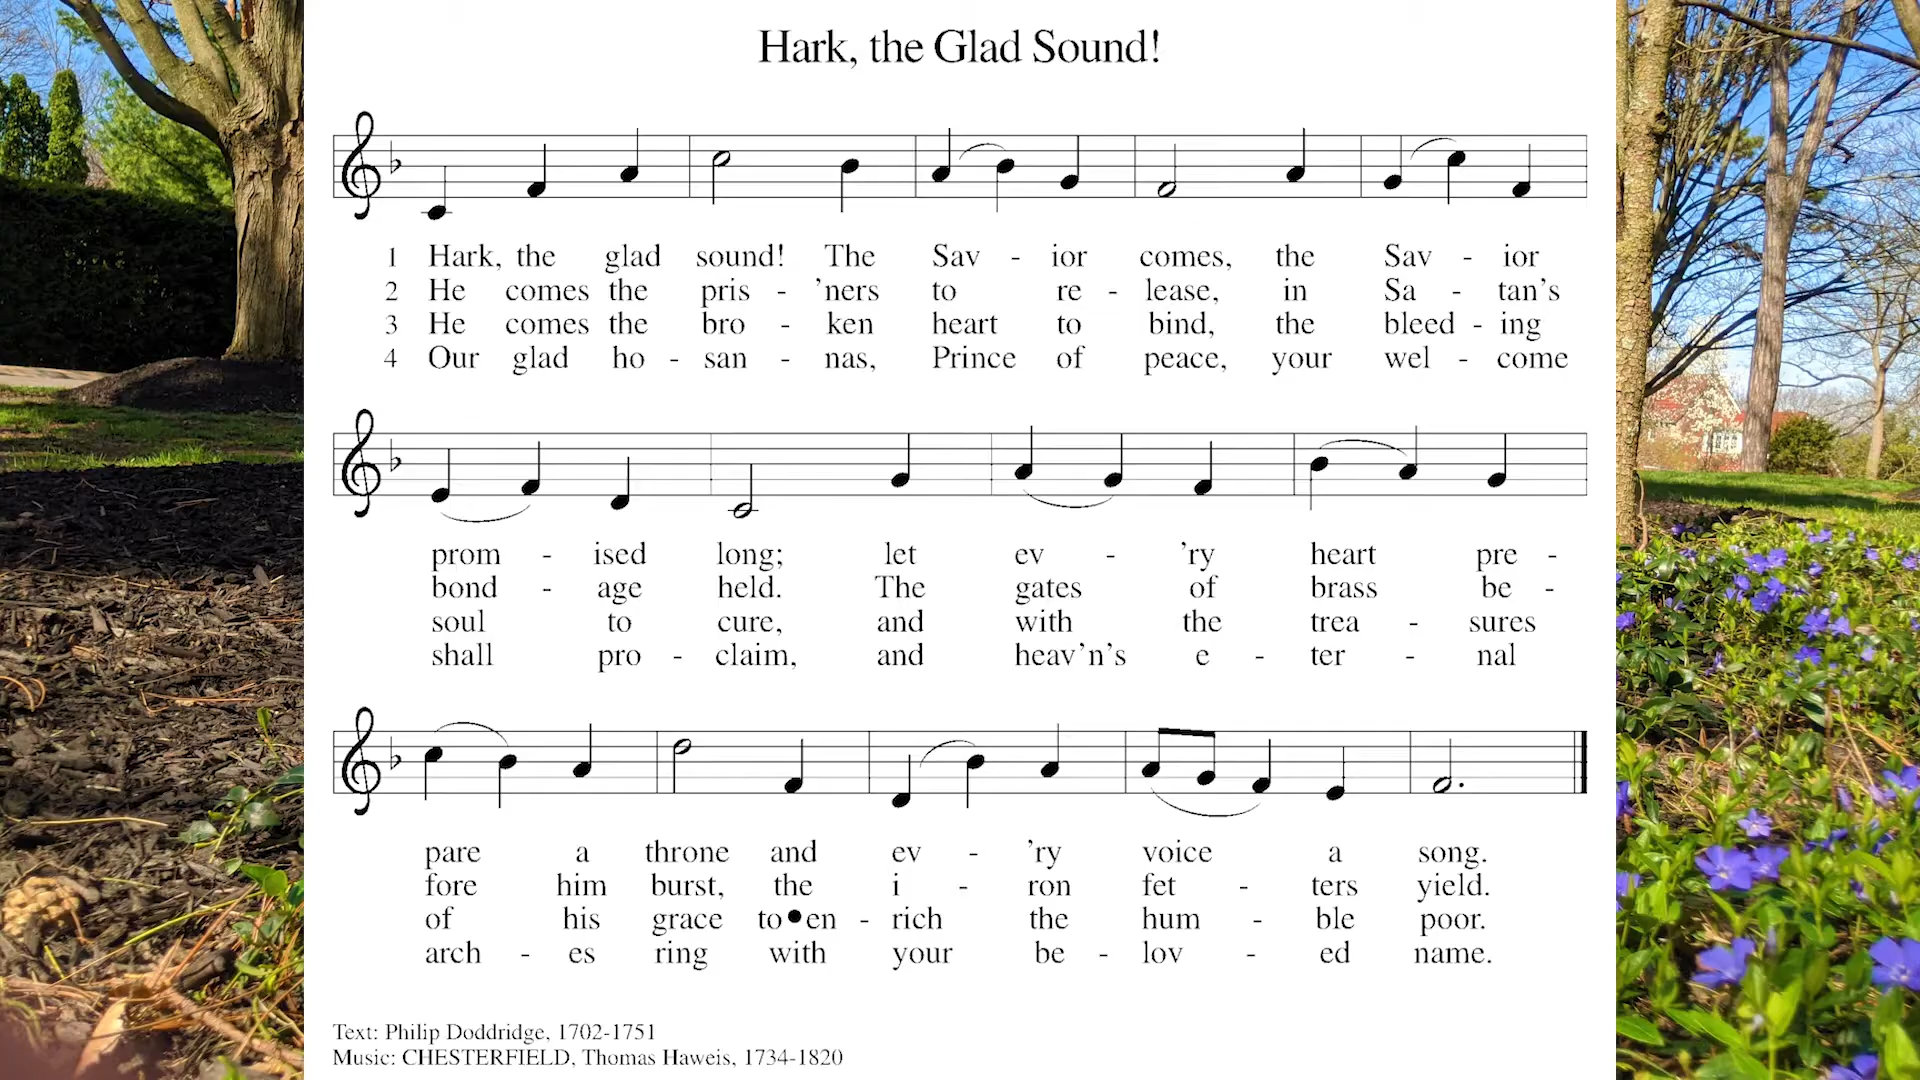 Hark, the Glad Sound!
1 Hark, the glad sound! The Sav - ior comes, the Sav - ior
2 He comes the pris - ’ners to re - lease, in Sa - tan’s
3 He comes the bro - ken heart to bind, the bleed - ing
4 Our glad ho - san - nas, Prince of peace, your wel - come
prom - ised long; let ev - ’ry heart pre -
bond - age held. The gates of brass be -
soul to cure, and with the trea - sures
shall pro - claim, and heav’n’s e - ter - nal
pare a throne and ev - ’ry voice a song.
fore him burst, the i - ron fet - ters yield.
of his grace to•en - rich the hum - ble poor.
arch - es ring with your be - lov - ed name.
Text: Philip Doddridge, 1702-1751
Music: CHESTERFIELD, Thomas Haweis, 1734-1820